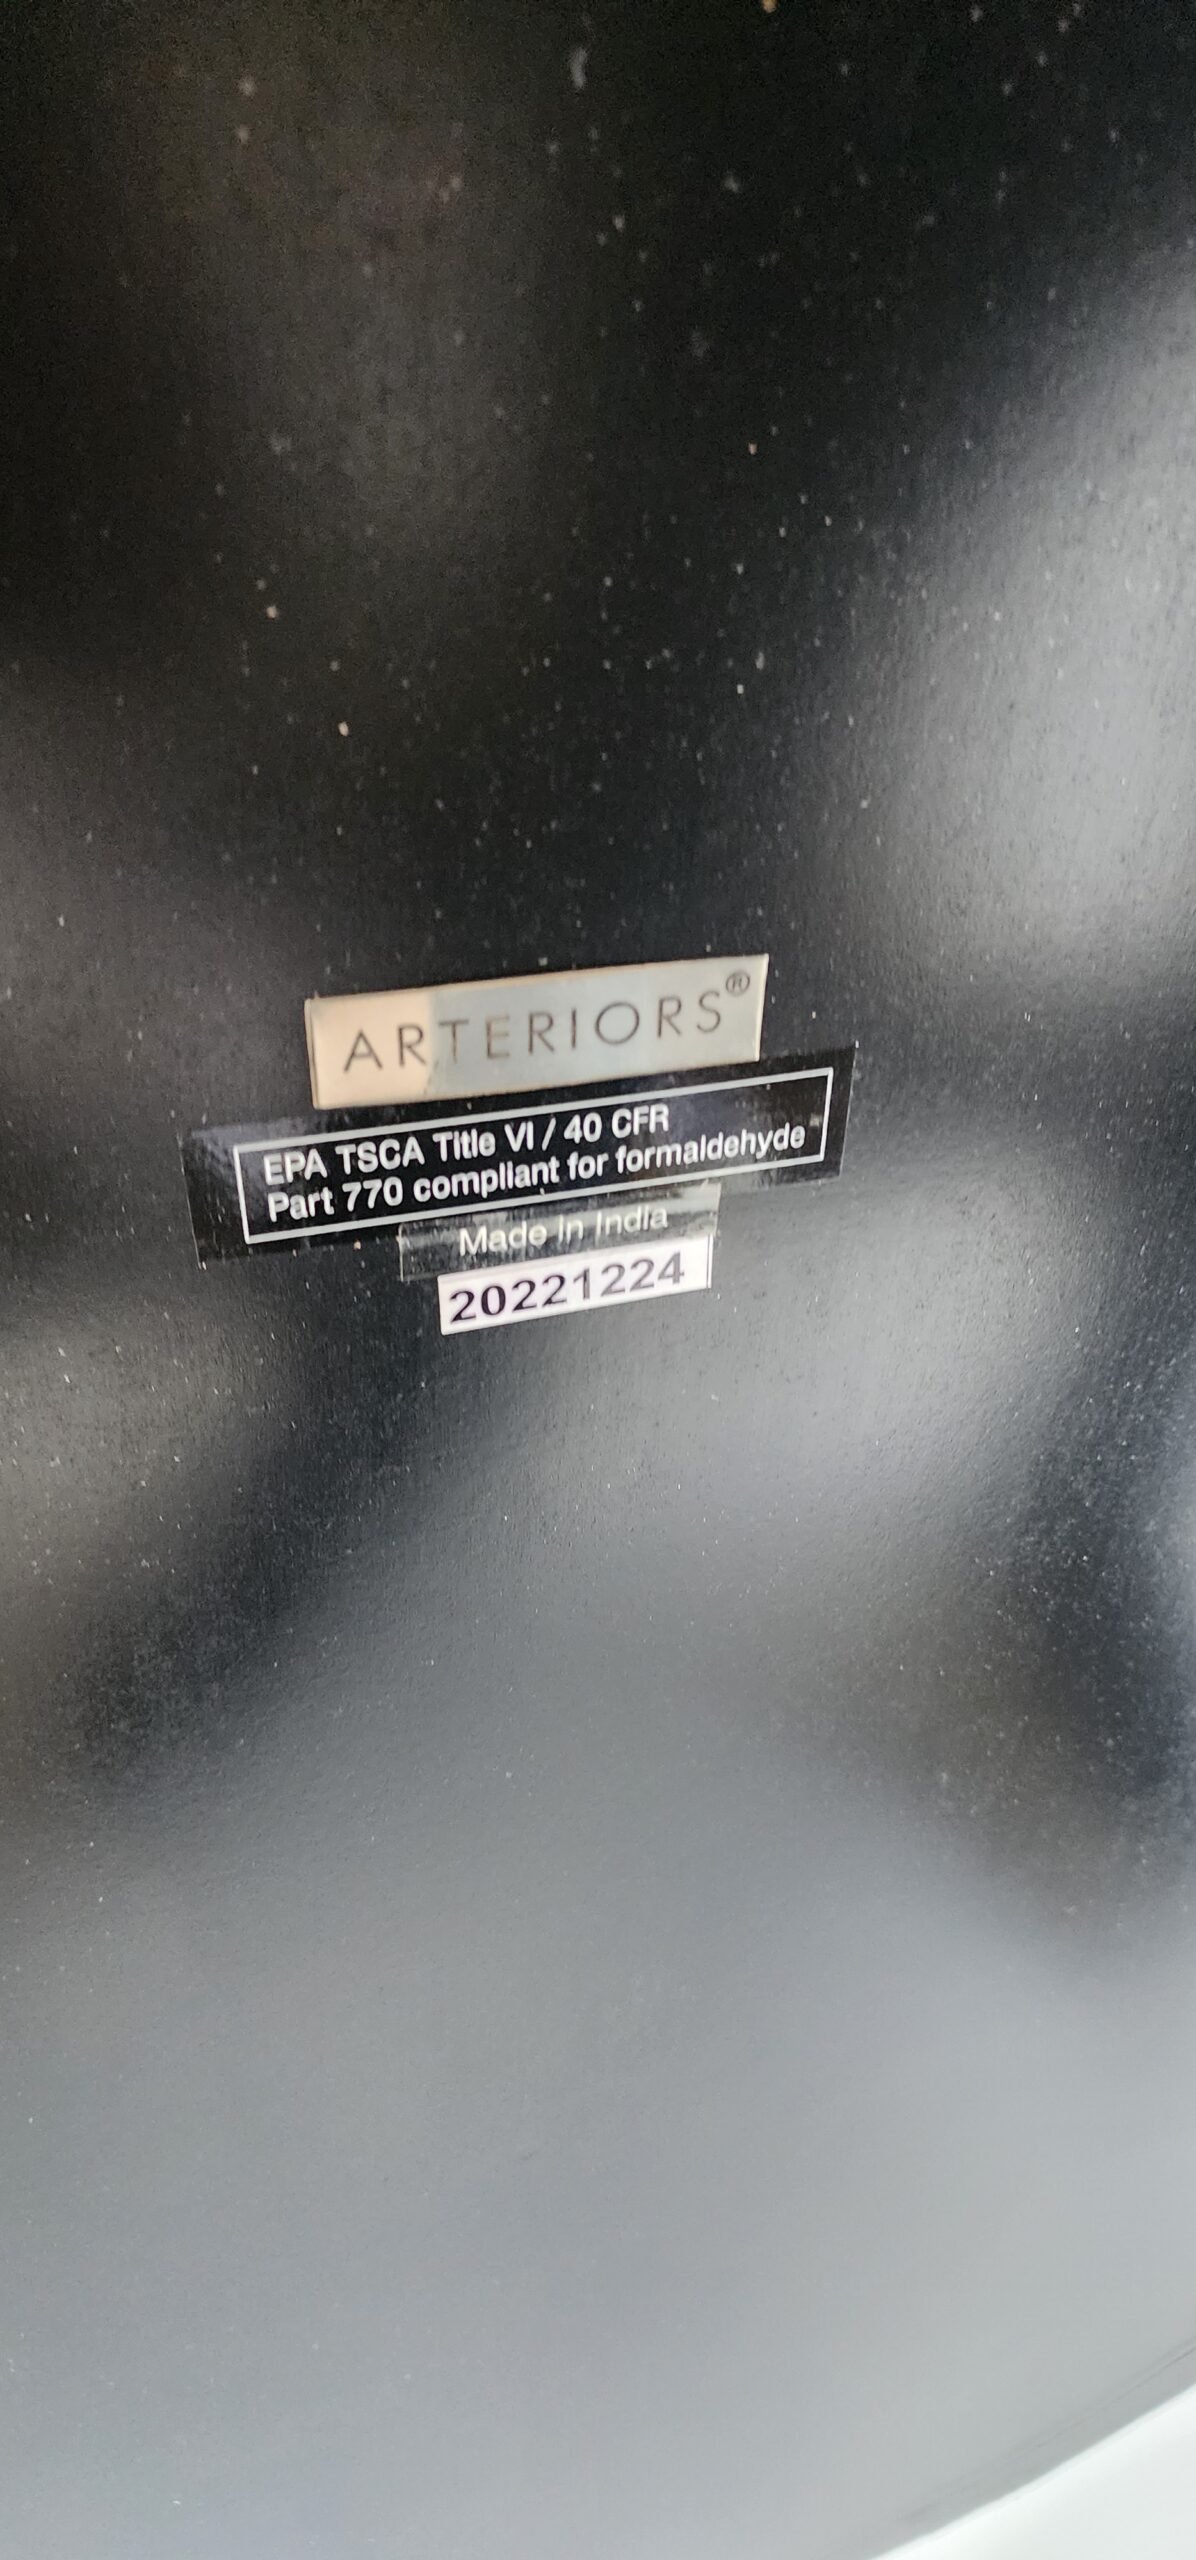 ARTERIORS®
EPA TSCA Title VI / 40 CFR
Part 770 compliant for formaldehyde
Made In India
20221224